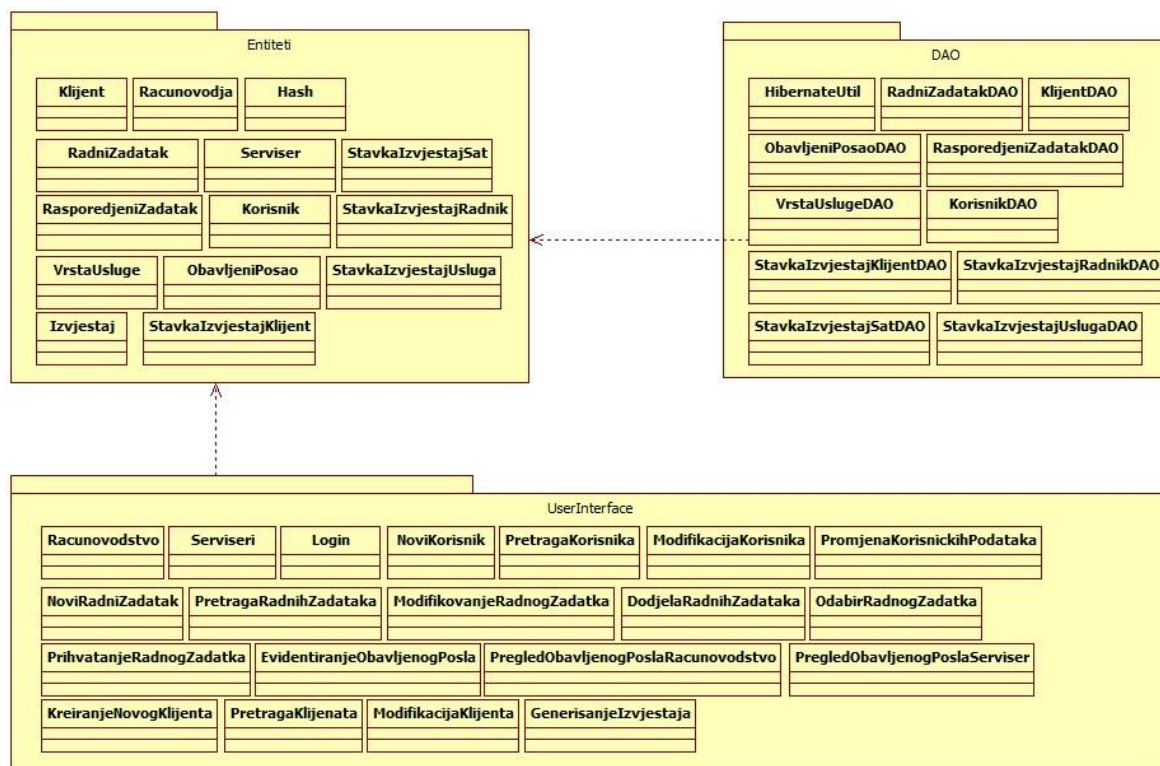 Entiteti
Klijent Racunovodja Hash
RadniZadatak Serviser StavkaIzvjestajSat
RasporedjeniZadatak Korisnik StavkaIzvjestajRadnik
VrstaUsluge ObavljeniPosao StavkaIzvjestajUsluga
Izvjestaj StavkaIzvjestajKlijent
DAO
HibernateUtil RadniZadatakDAO KlijentDAO
ObavljeniPosaoDAO RasporedjeniZadatakDAO
VrstaUslugeDAO KorisnikDAO
StavkaIzvjestajKlijentDAO StavkaIzvjestajRadnikDAO
StavkaIzvjestajSatDAO StavkaIzvjestajUslugaDAO
UserInterface
Racunovodstvo Serviseri Login NoviKorisnik PretragaKorisnika ModifikacijaKorisnika PromjenaKorisnickihPodataka
NoviRadniZadatak PretragaRadnihZadataka ModifikovanjeRadnogZadatka DodjelaRadnihZadataka OdabirRadnogZadatka
PrihvatanjeRadnogZadatka EvidentiranjeObavljenogPosla PregledObavljenogPoslaRacunovodstvo PregledObavljenogPoslaServiser
KreiranjeNovogKlijenta PretragaKlijenata ModifikacijaKlijenta GenerisanjeIzvjestaja